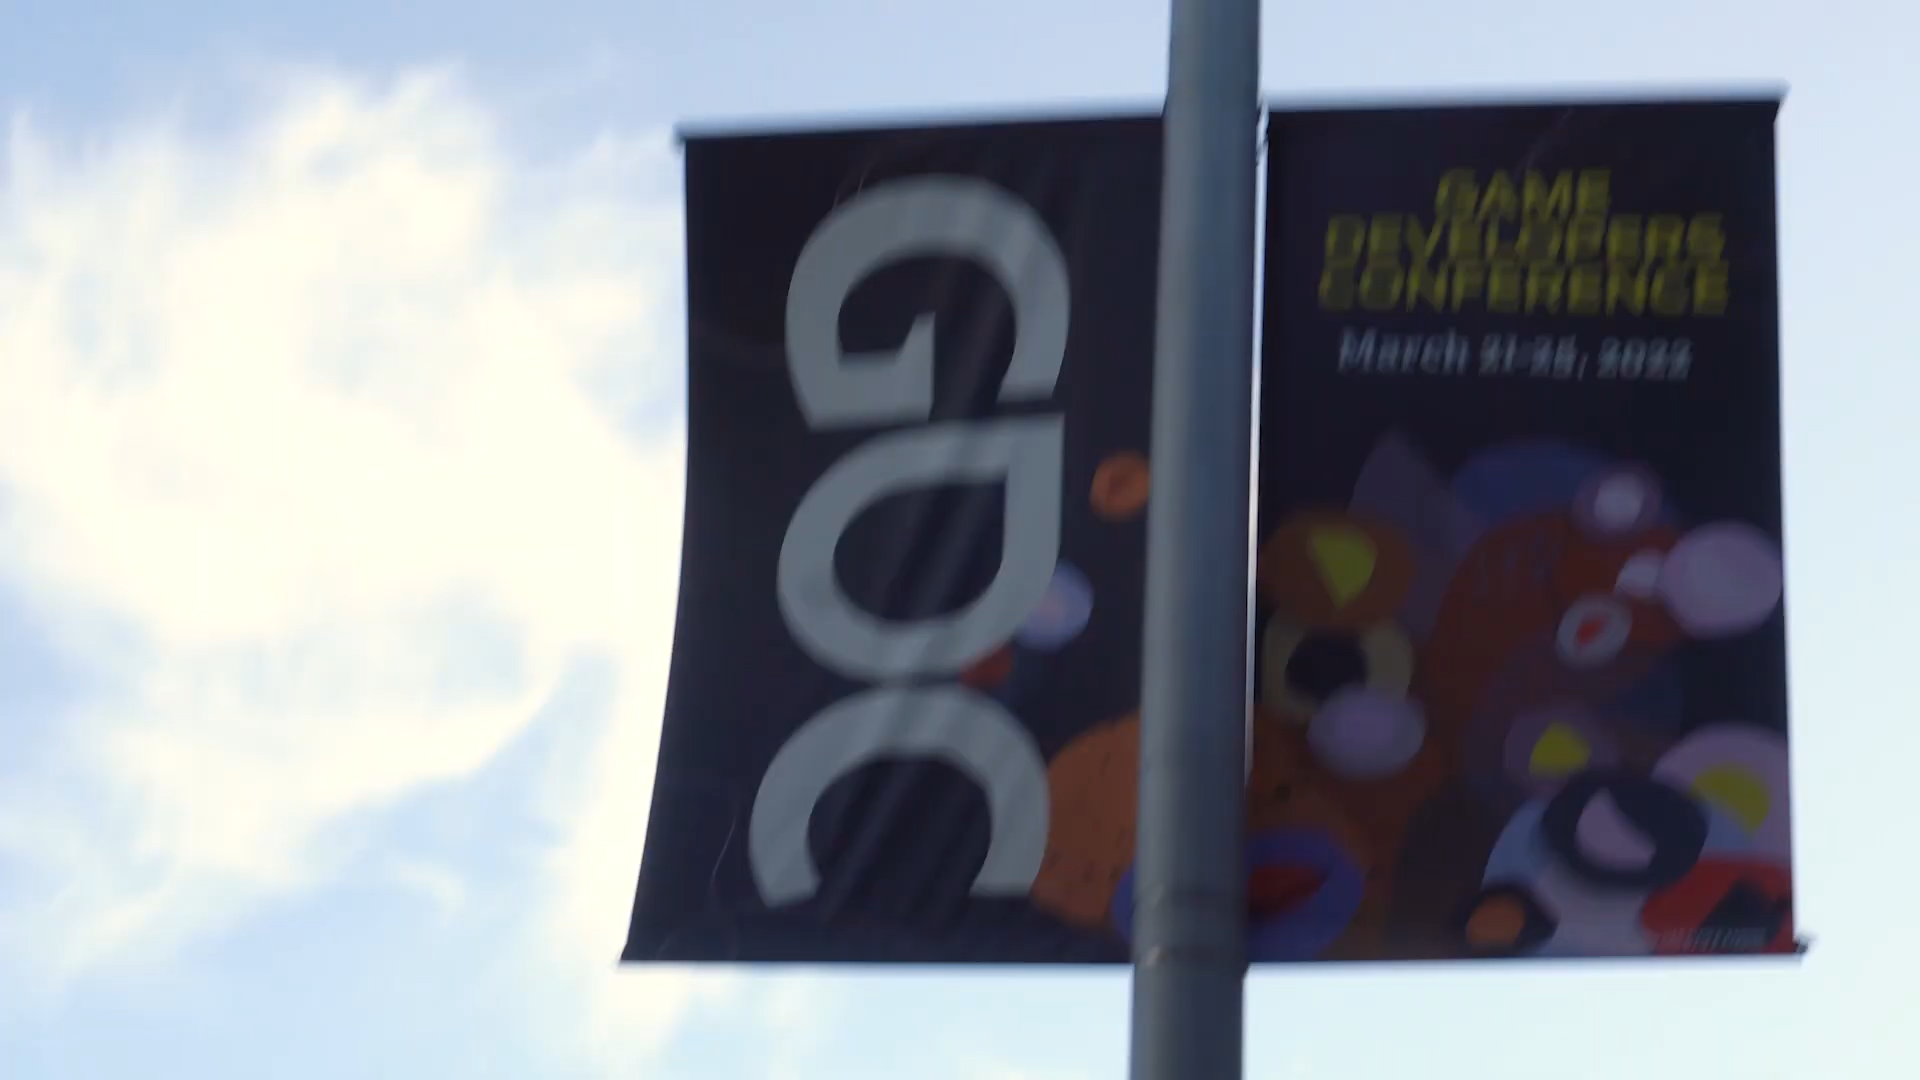 GDC
GAME
DEVELOPERS
CONFERENCE
March 21-25, 2022